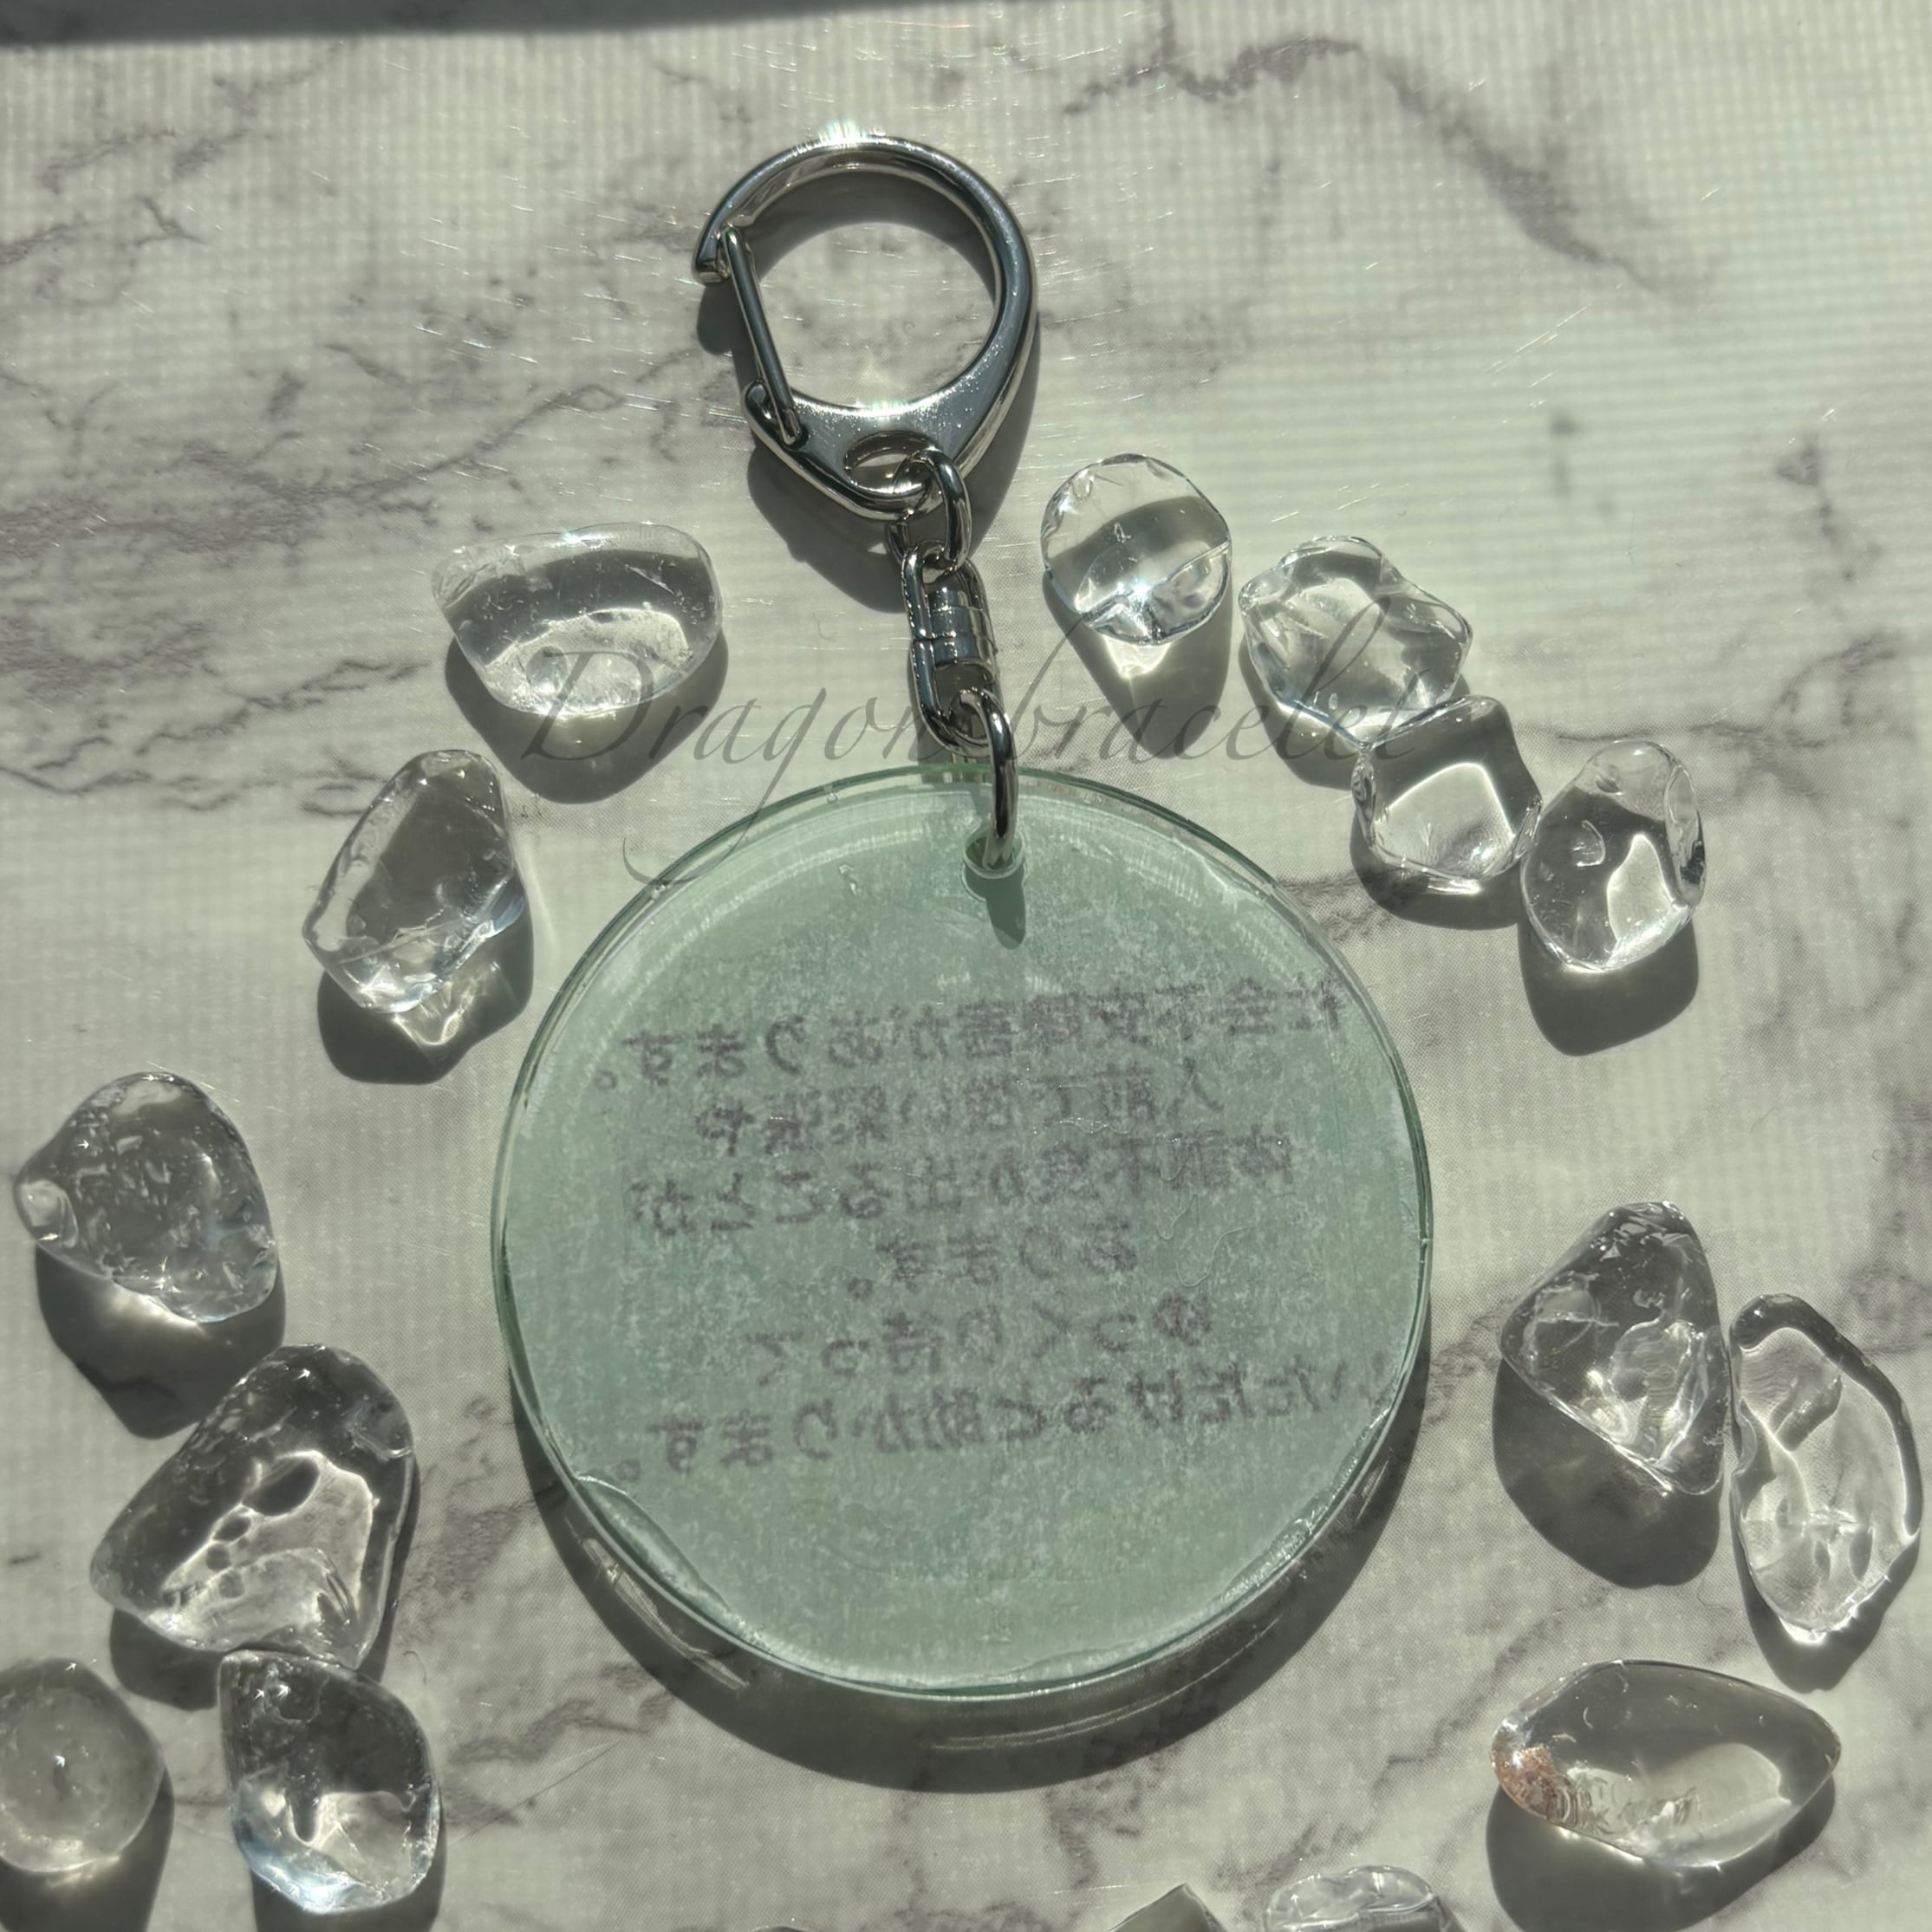 Dragon bracelet
社会不安障害があります。
人前で強い緊張や
体調不良が出ることが
あります。
ゆっくり待って
いただけると助かります。